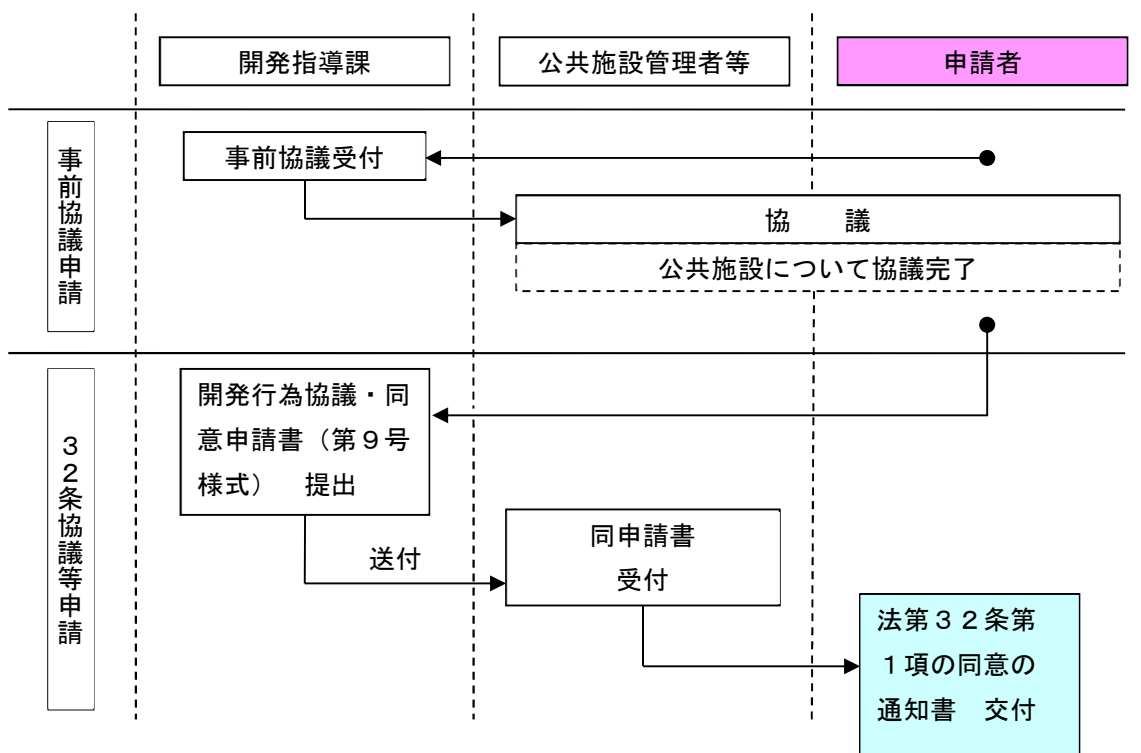 開発指導課
公共施設管理者等
申請者
事前協議申請
事前協議受付
協　　議
公共施設について協議完了
３２条協議等申請
開発行為協議・同
意申請書（第９号
様式）　提出
送付
同申請書
受付
法第３２条第
１項の同意の
通知書　交付